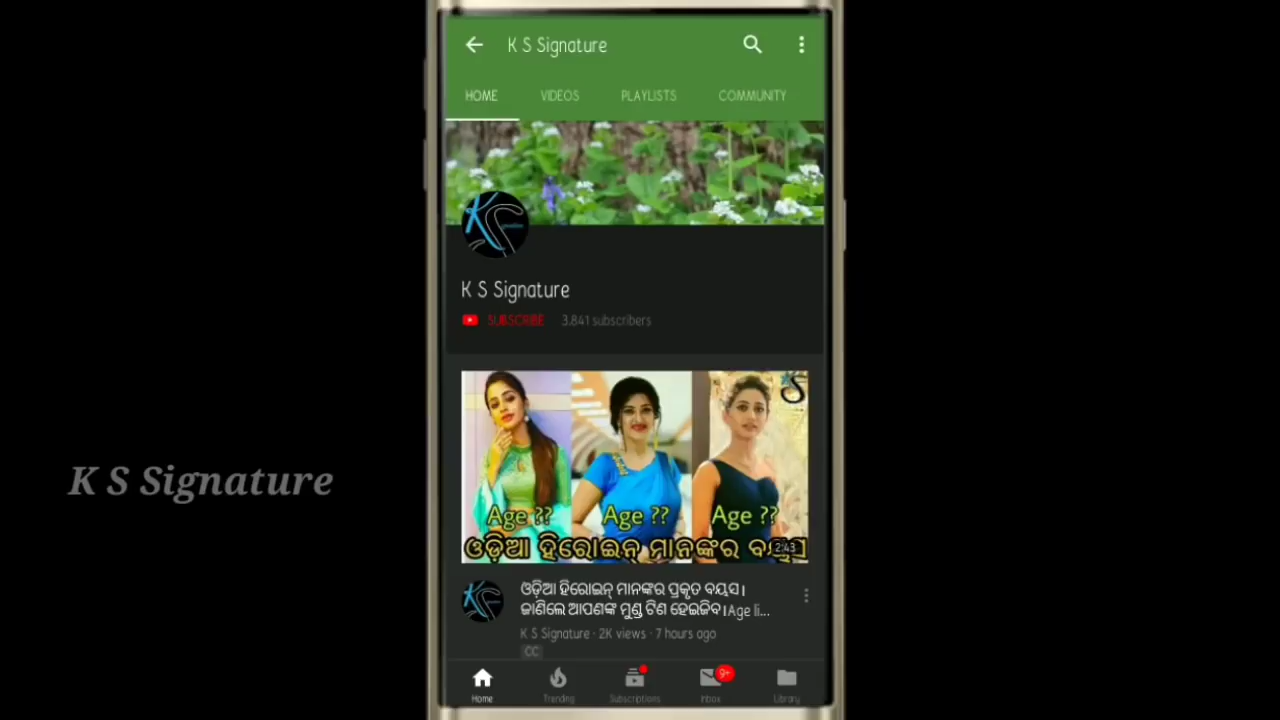 K S Signature
HOME VIDEOS PLAYLISTS COMMUNITY
K S Signature
SUBSCRIBE 3,841 subscribers
Age ?? Age ?? Age ??
ଓଡ଼ିଆ ହିରୋଇନ୍ ମାନଙ୍କର ବୟସ
2:43
ଓଡ଼ିଆ ହିରୋଇନ୍ ମାନଙ୍କର ପ୍ରକୃତ ବୟସ।
ଜାଣିଲେ ଆପଣଙ୍କ ମୁଣ୍ଡ ଟିଣ ହେଇଜିବ।Age li...
K S Signature · 2K views · 7 hours ago
CC
9+
Home Trending Subscriptions Inbox Library
K S Signature